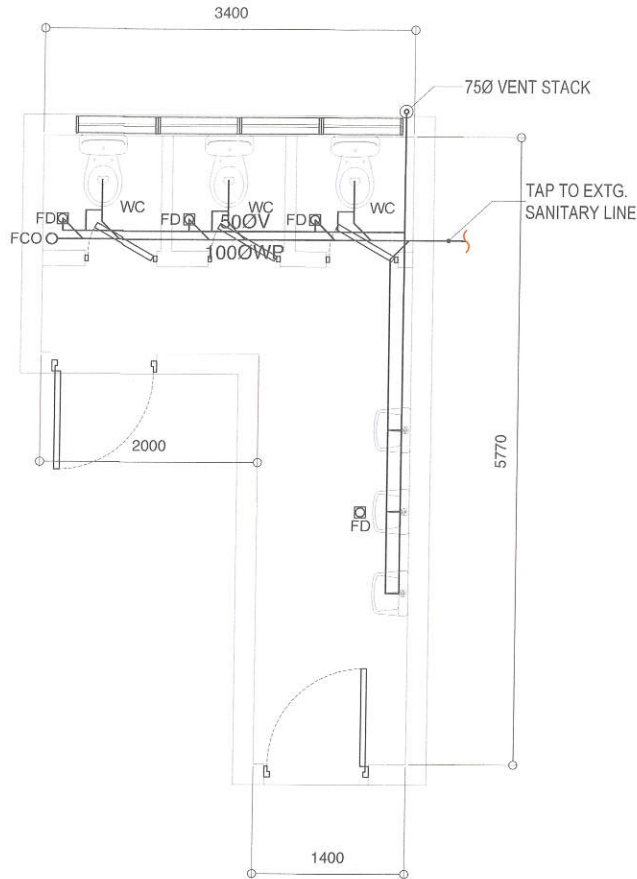 3400
75Ø VENT STACK
TAP TO EXTG.
SANITARY LINE
WC
WC
WC
FD
FD
FD
50ØV
FCO
100ØWP
2000
5770
FD
1400